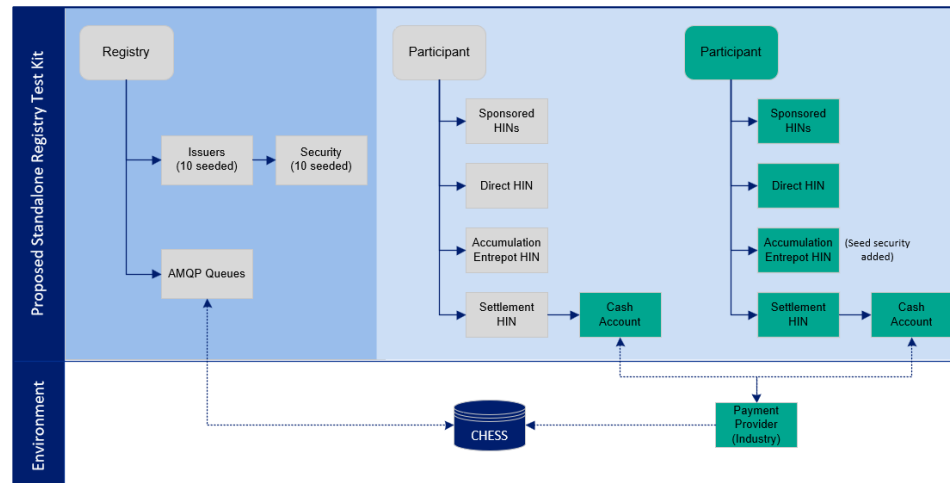 Proposed Standalone Registry Test Kit
Registry
Participant
Participant
Sponsored
HINs
Sponsored
HINs
Issuers
(10 seeded)
Security
(10 seeded)
Direct HIN
Direct HIN
Accumulation
Entrepot HIN
Accumulation
Entrepot HIN
(Seed security
added)
AMQP Queues
Settlement
HIN
Cash
Account
Settlement
HIN
Cash
Account
Environment
CHESS
Payment
Provider
(Industry)